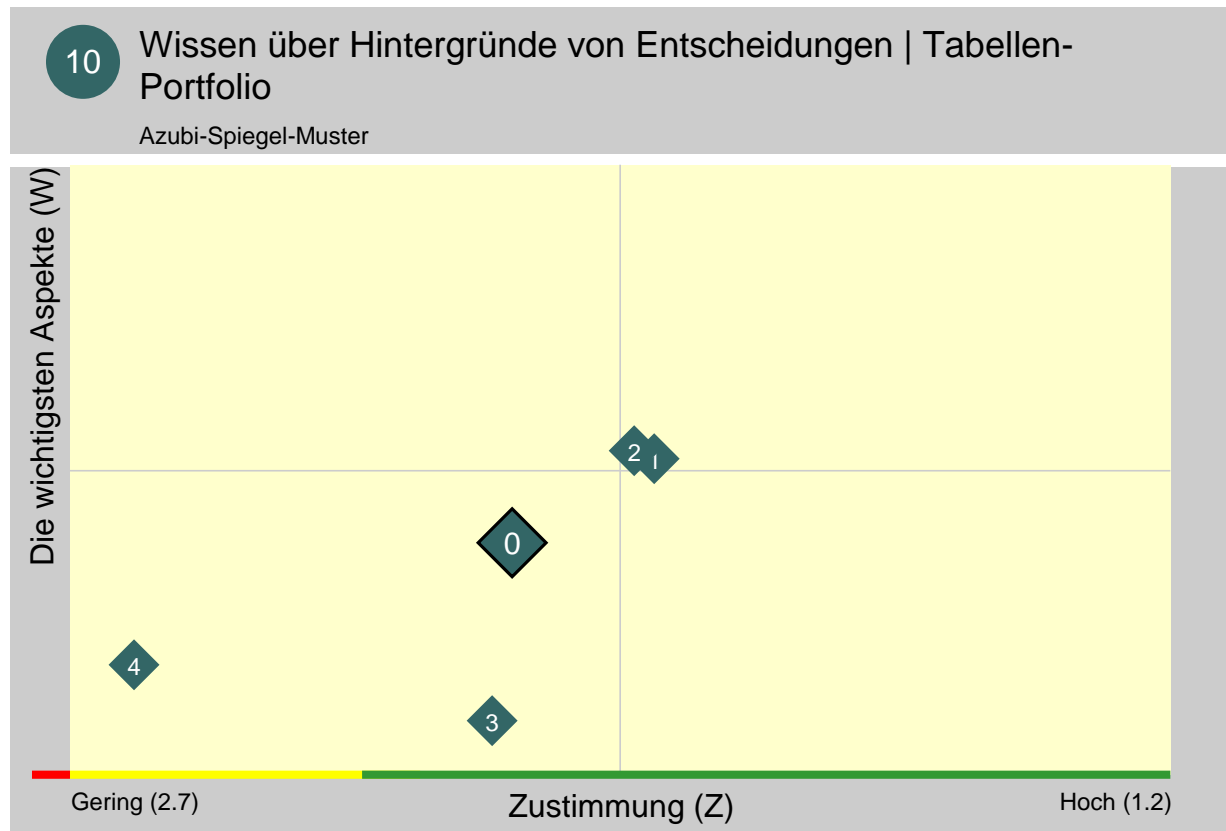 10
Wissen über Hintergründe von Entscheidungen | Tabellen-
Portfolio
Azubi-Spiegel-Muster
Die wichtigsten Aspekte (W)
2
1
0
4
3
Gering (2.7)
Zustimmung (Z)
Hoch (1.2)